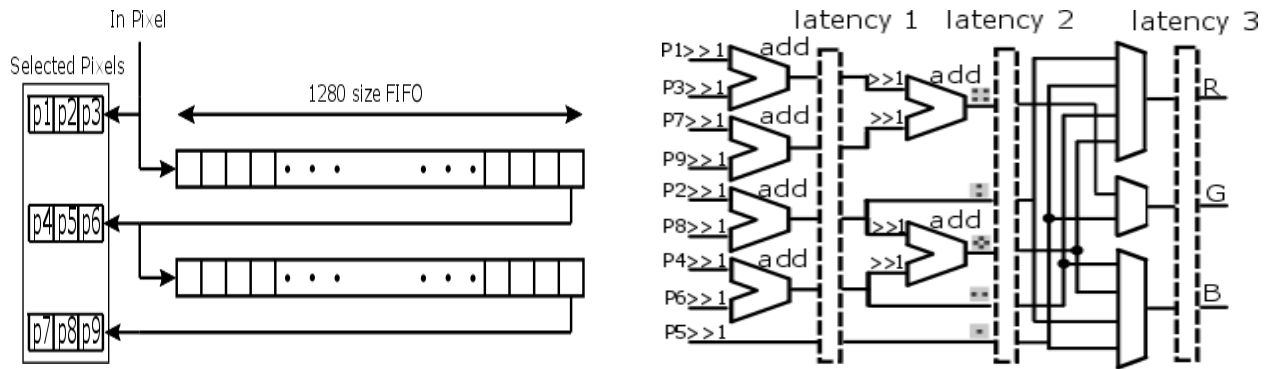 In Pixel
Selected Pixels
1280 size FIFO
p1 p2 p3
p4 p5 p6
p7 p8 p9
latency 1 latency 2 latency 3
P1>>1
add
P3>>1
>>1
add
P7>>1
add
>>1
P9>>1
R
P2>>1
add
G
P8>>1
>>1
add
P4>>1
add
>>1
P6>>1
B
P5>>1